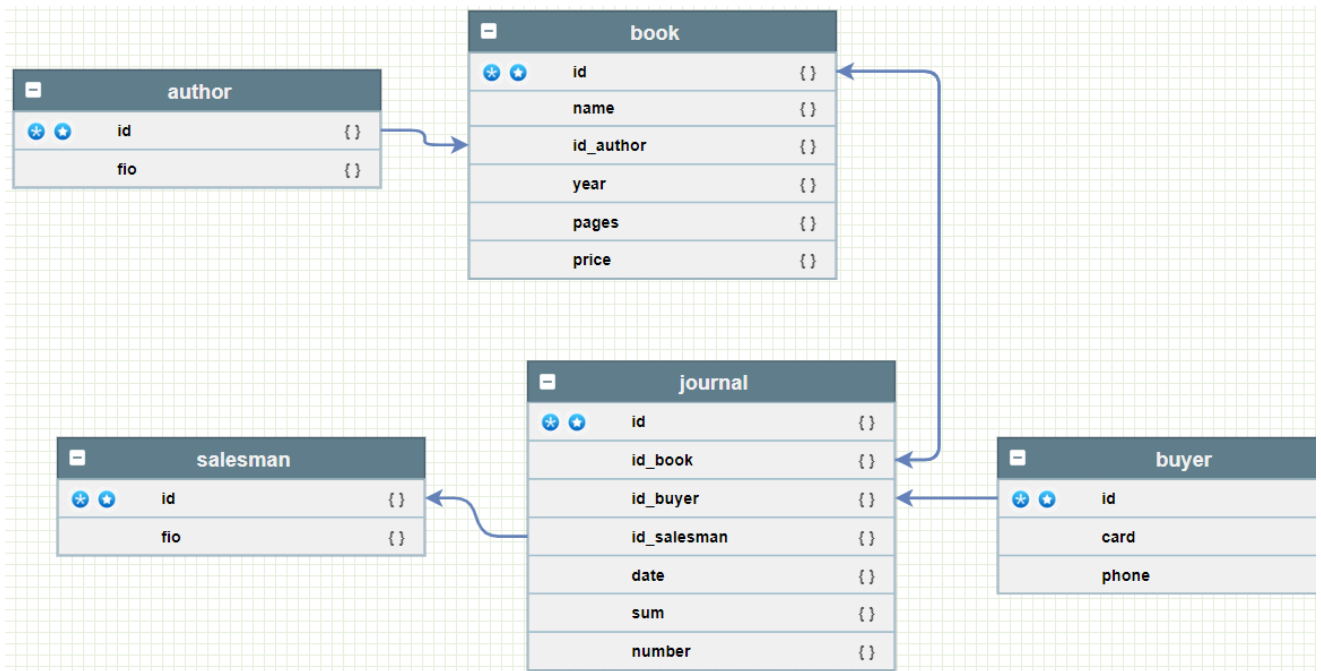 author
id { }
fio { }
book
id { }
name { }
id_author { }
year { }
pages { }
price { }
salesman
id { }
fio { }
journal
id { }
id_book { }
id_buyer { }
id_salesman { }
date { }
sum { }
number { }
buyer
id
card
phone